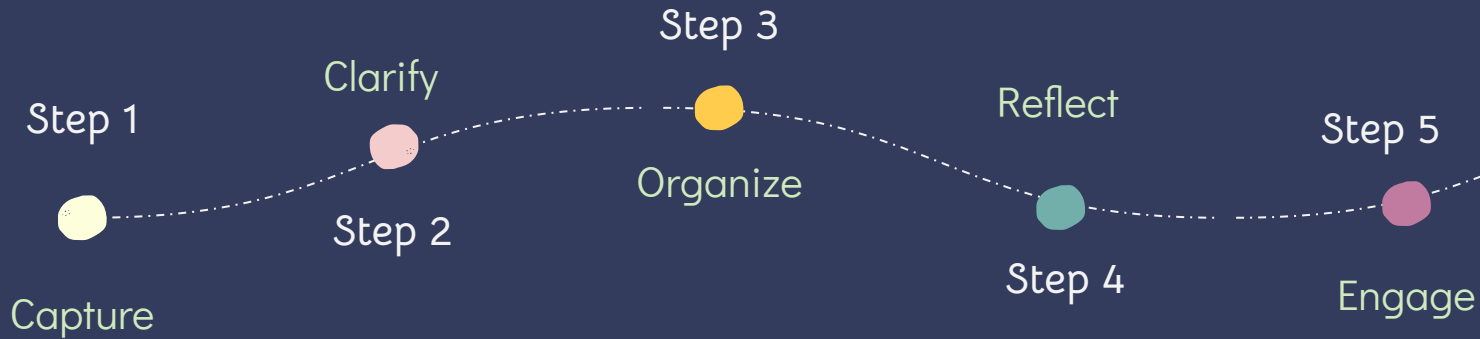 Step 1
Capture
Clarify
Step 2
Step 3
Organize
Reflect
Step 4
Step 5
Engage